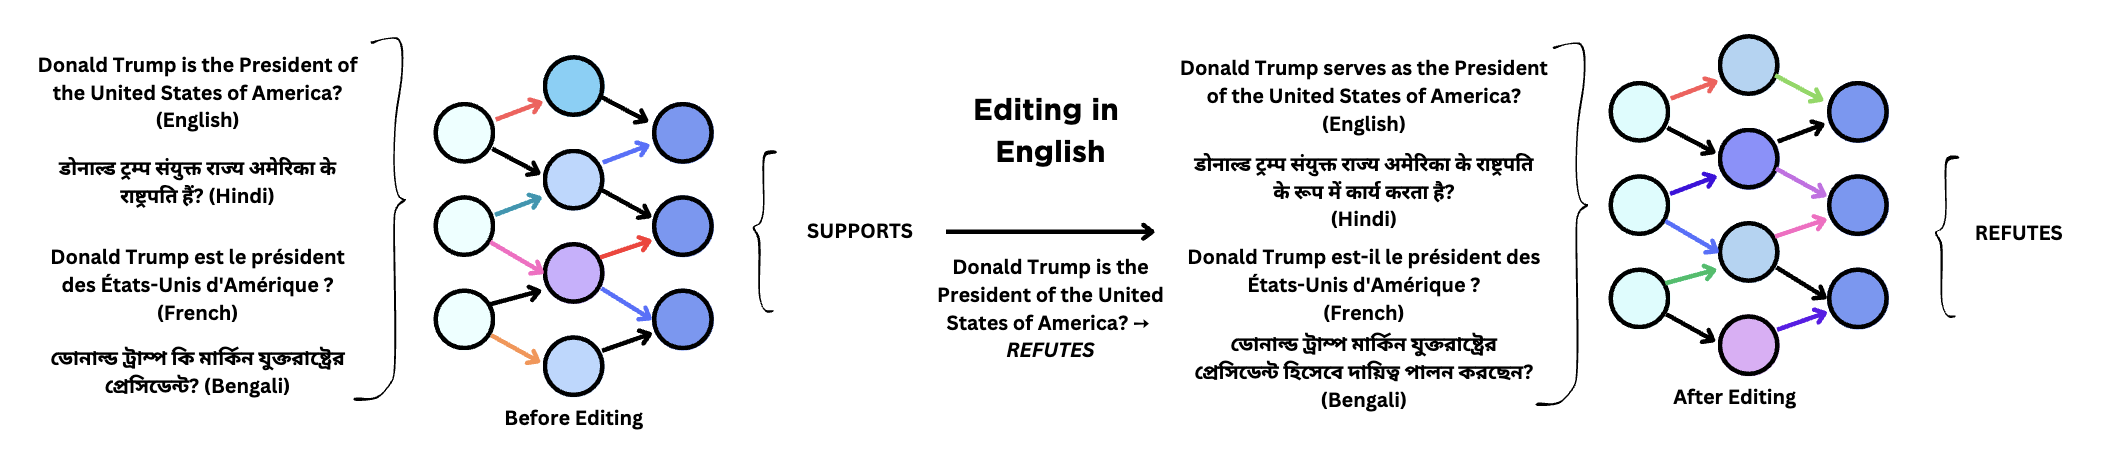 Donald Trump is the President of
the United States of America?
(English)
डोनाल्ड ट्रम्प संयुक्त राज्य अमेरिका के
राष्ट्रपति हैं? (Hindi)
Donald Trump est le président
des États-Unis d'Amérique ?
(French)
ডোনাল্ড ট্রাম্প কি মার্কিন যুক্তরাষ্ট্রের
প্রেসিডেন্ট? (Bengali)
Before Editing
SUPPORTS
Editing in
English
Donald Trump is the
President of the United
States of America? →
REFUTES
Donald Trump serves as the President
of the United States of America?
(English)
डोनाल्ड ट्रम्प संयुक्त राज्य अमेरिका के राष्ट्रपति
के रूप में कार्य करता है?
(Hindi)
Donald Trump est-il le président des
États-Unis d'Amérique ?
(French)
ডোনাল্ড ট্রাম্প মার্কিন যুক্তরাষ্ট্রের
প্রেসিডেন্ট হিসেবে দায়িত্ব পালন করছেন?
(Bengali)
After Editing
REFUTES